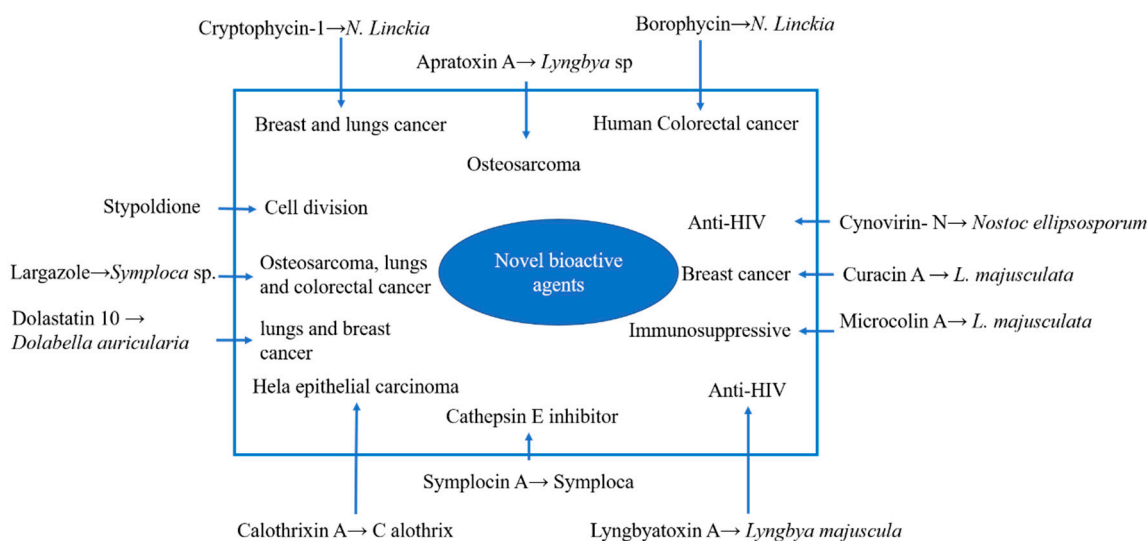 Cryptophycin-1→N. Linckia
Borophycin→N. Linckia
Apratoxin A→ Lyngbya sp
Breast and lungs cancer
Human Colorectal cancer
Osteosarcoma
Stypoldione
Cell division
Anti-HIV
Cynovirin- N→ Nostoc ellipsosporum
Largazole→Symploca sp.
Osteosarcoma, lungs
and colorectal cancer
Novel bioactive
agents
Breast cancer
Curacin A → L. majusculata
Dolastatin 10 →
Dolabella auricularia
lungs and breast
cancer
Immunosuppressive
Microcolin A→ L. majusculata
Hela epithelial carcinoma
Anti-HIV
Cathepsin E inhibitor
Symplocin A→ Symploca
Calothrixin A→ C alothrix
Lyngbyatoxin A→ Lyngbya majuscula